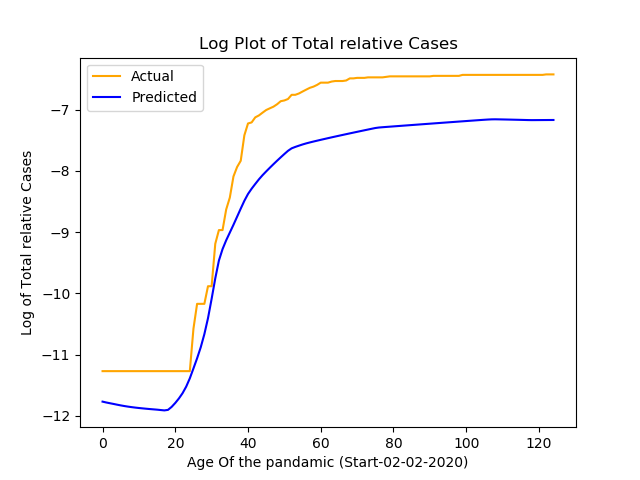 Log Plot of Total relative Cases
Actual
Predicted
Log of Total relative Cases
−7
−8
−9
−10
−11
−12
0 20 40 60 80 100 120
Age Of the pandamic (Start-02-02-2020)